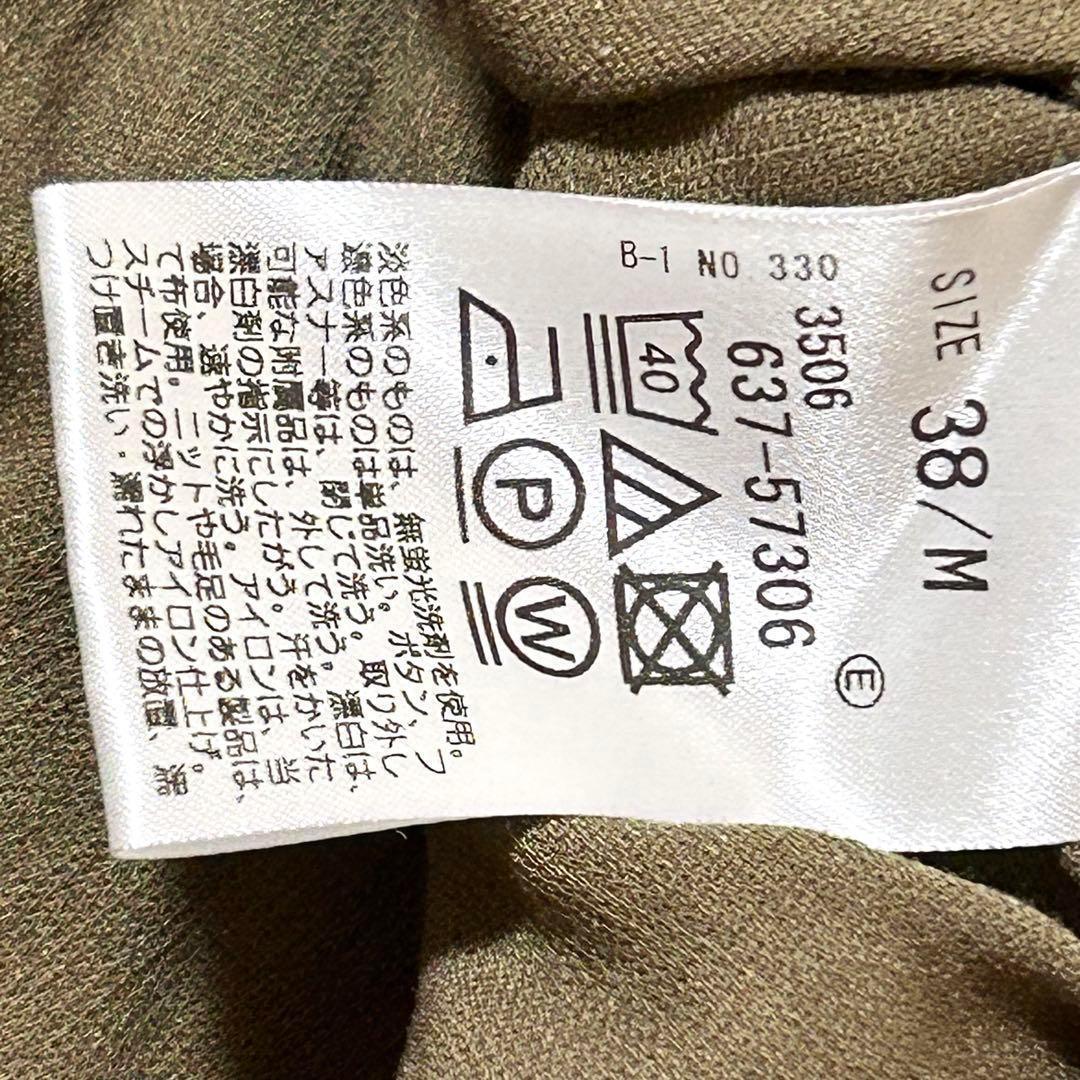 SIZE 38/M
E
3506
637-57306
B-1 NO 330
40
P W
淡色系のものは、無蛍光洗剤を使用。
濃色系のものは単品洗い。ボタン、フ
ァスナー等は、閉じて洗う。取り外し
可能な附属品は、外して洗う。漂白は、
漂白剤の指示にしたがう。汗をかいた
場合、速やかに洗う。アイロンは、当
て布使用。ニットや毛足のある製品は、
スチームでの浮かしアイロン仕上げ。
つけ置き洗い・濡れたままの放置、濡